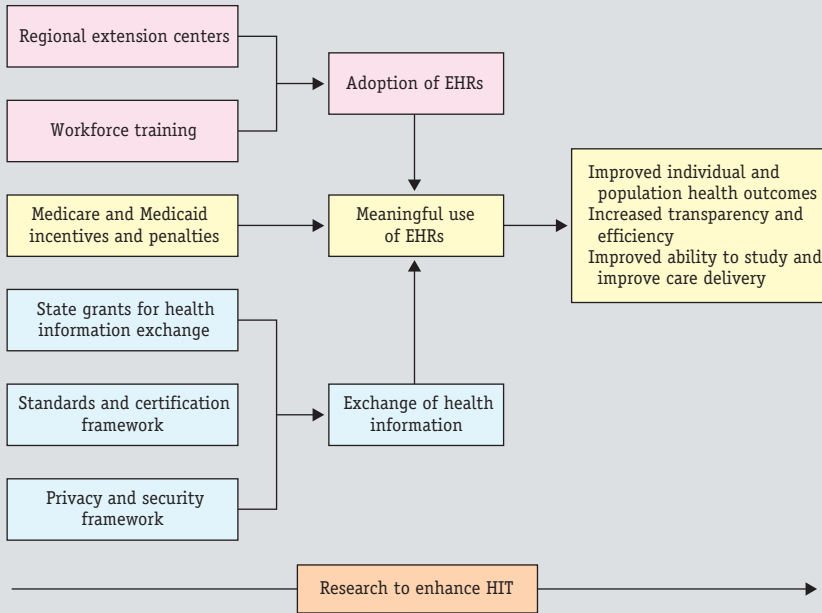 Regional extension centers
Workforce training
Adoption of EHRs
Medicare and Medicaid
incentives and penalties
Meaningful use
of EHRs
Improved individual and
population health outcomes
Increased transparency and
efficiency
Improved ability to study and
improve care delivery
State grants for health
information exchange
Standards and certification
framework
Privacy and security
framework
Exchange of health
information
Research to enhance HIT